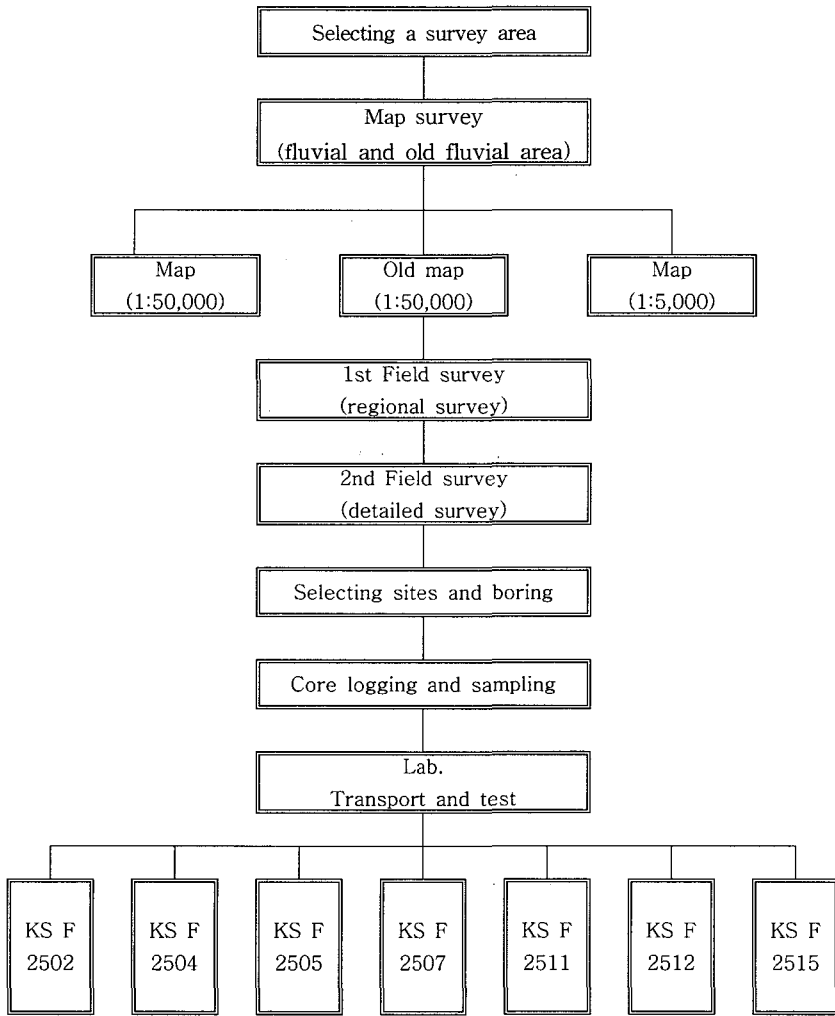 Selecting a survey area
Map survey
(fluvial and old fluvial area)
Map
(1:50,000)
Old map
(1:50,000)
Map
(1:5,000)
1st Field survey
(regional survey)
2nd Field survey
(detailed survey)
Selecting sites and boring
Core logging and sampling
Lab.
Transport and test
KS F
2502
KS F
2504
KS F
2505
KS F
2507
KS F
2511
KS F
2512
KS F
2515